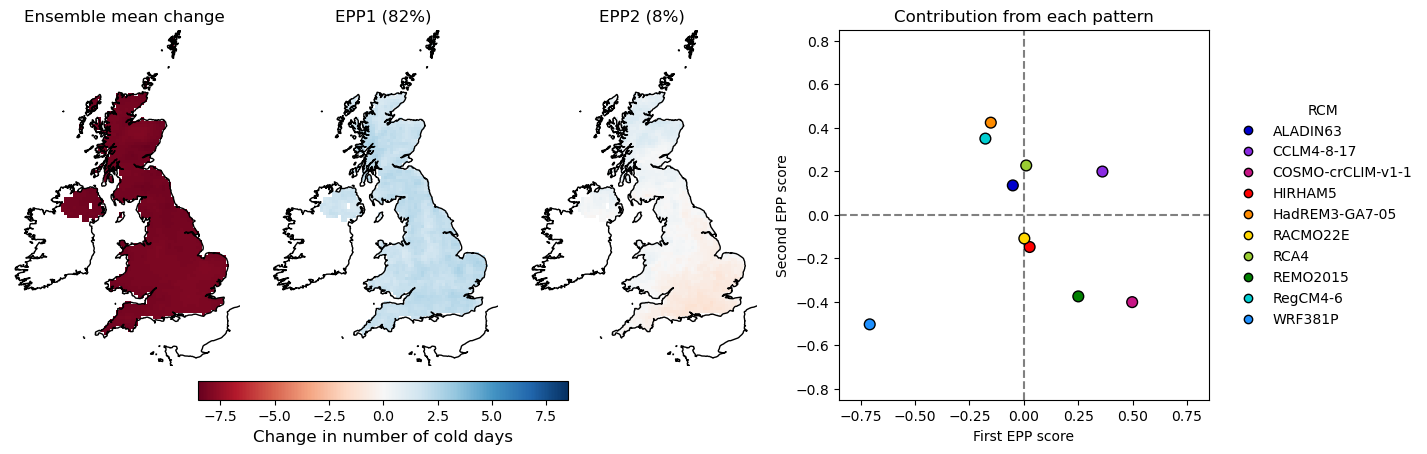 Ensemble mean change
EPP1 (82%)
EPP2 (8%)
−7.5 −5.0 −2.5 0.0 2.5 5.0 7.5
Change in number of cold days
Contribution from each pattern
Second EPP score
0.8
0.6
0.4
0.2
0.0
−0.2
−0.4
−0.6
−0.8
−0.75 −0.50 −0.25 0.00 0.25 0.50 0.75
First EPP score
RCM
ALADIN63
CCLM4-8-17
COSMO-crCLIM-v1-1
HIRHAM5
HadREM3-GA7-05
RACMO22E
RCA4
REMO2015
RegCM4-6
WRF381P